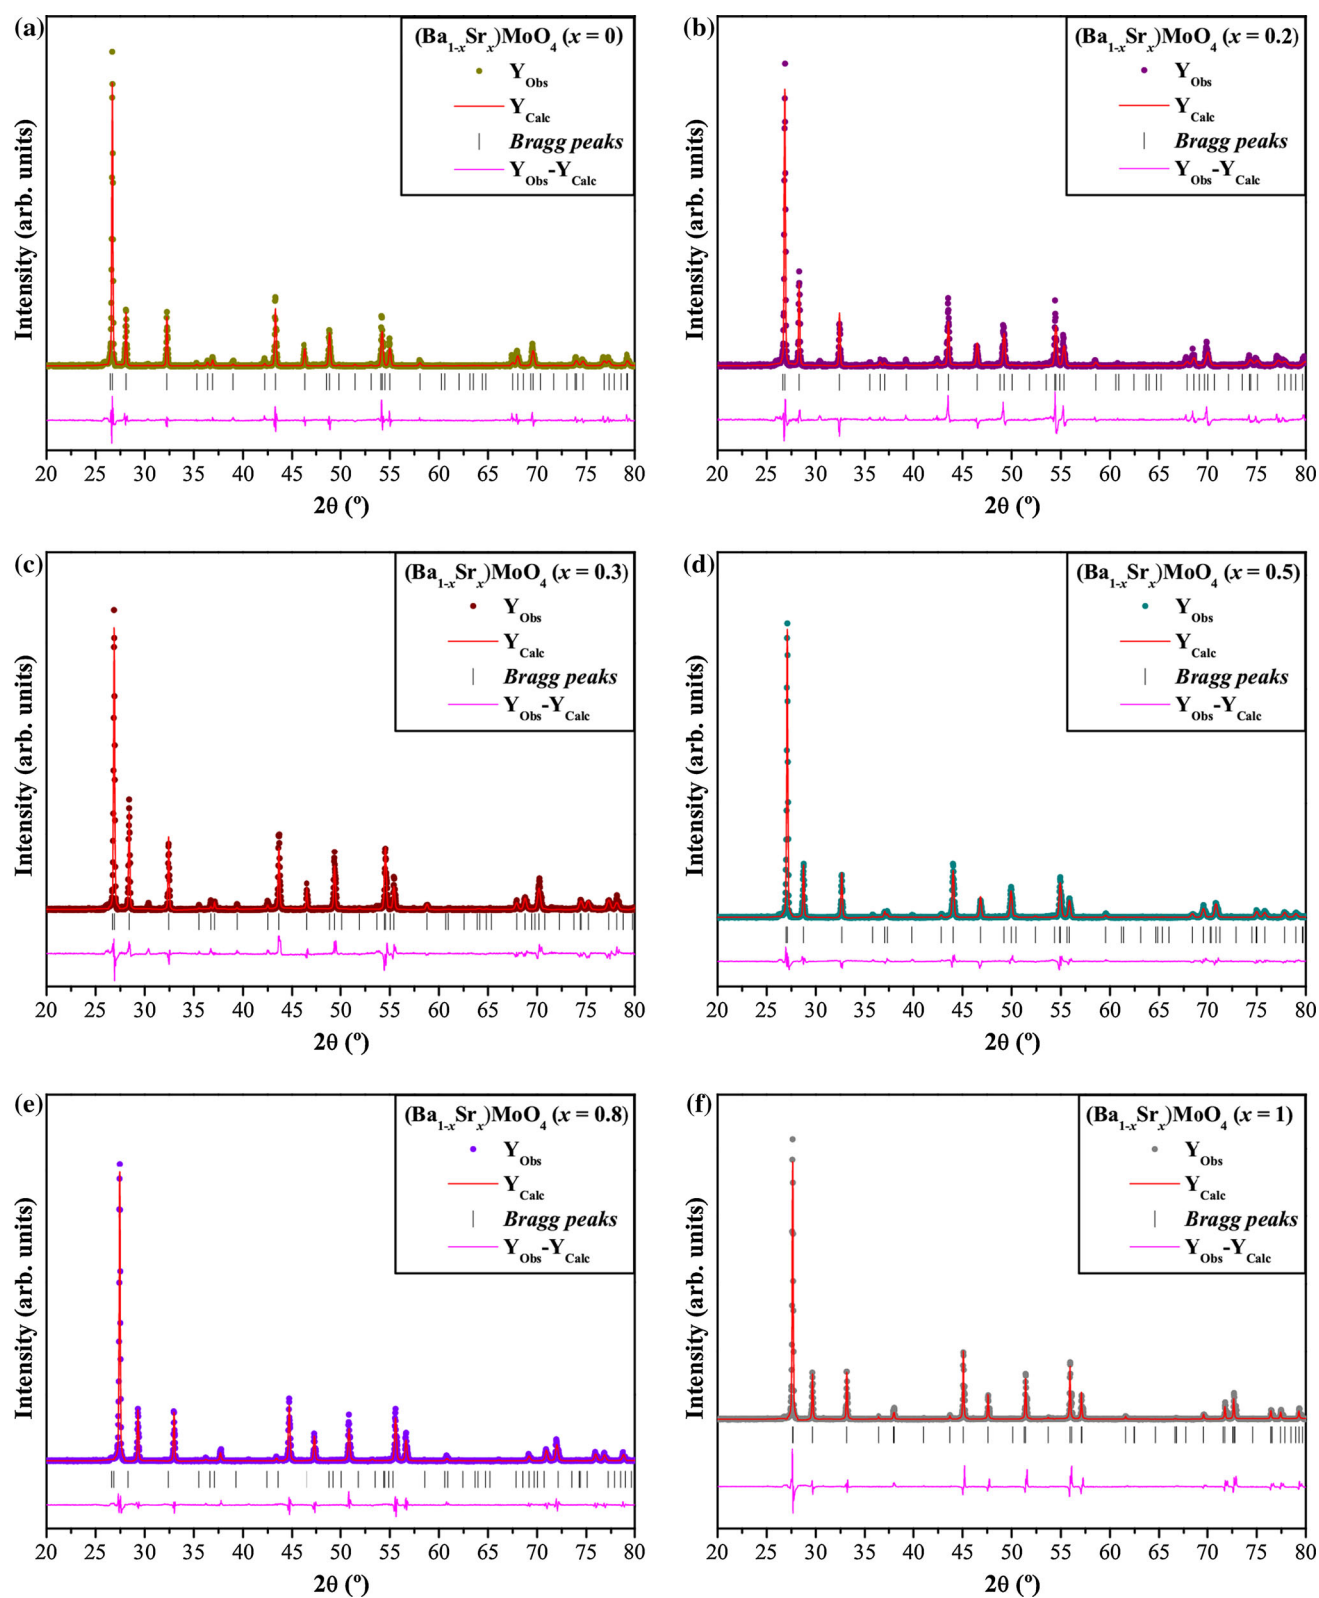 (a)
(Ba1-xSrx)MoO4 (x = 0)
YObs
YCalc
Bragg peaks
YObs-YCalc
Intensity (arb. units)
20 25 30 35 40 45 50 55 60 65 70 75 80
2θ (º)
(b)
(Ba1-xSrx)MoO4 (x = 0.2)
YObs
YCalc
Bragg peaks
YObs-YCalc
Intensity (arb. units)
20 25 30 35 40 45 50 55 60 65 70 75 80
2θ (º)
(c)
(Ba1-xSrx)MoO4 (x = 0.3)
YObs
YCalc
Bragg peaks
YObs-YCalc
Intensity (arb. units)
20 25 30 35 40 45 50 55 60 65 70 75 80
2θ (º)
(d)
(Ba1-xSrx)MoO4 (x = 0.5)
YObs
YCalc
Bragg peaks
YObs-YCalc
Intensity (arb. units)
20 25 30 35 40 45 50 55 60 65 70 75 80
2θ (º)
(e)
(Ba1-xSrx)MoO4 (x = 0.8)
YObs
YCalc
Bragg peaks
YObs-YCalc
Intensity (arb. units)
20 25 30 35 40 45 50 55 60 65 70 75 80
2θ (º)
(f)
(Ba1-xSrx)MoO4 (x = 1)
YObs
YCalc
Bragg peaks
YObs-YCalc
Intensity (arb. units)
20 25 30 35 40 45 50 55 60 65 70 75 80
2θ (º)